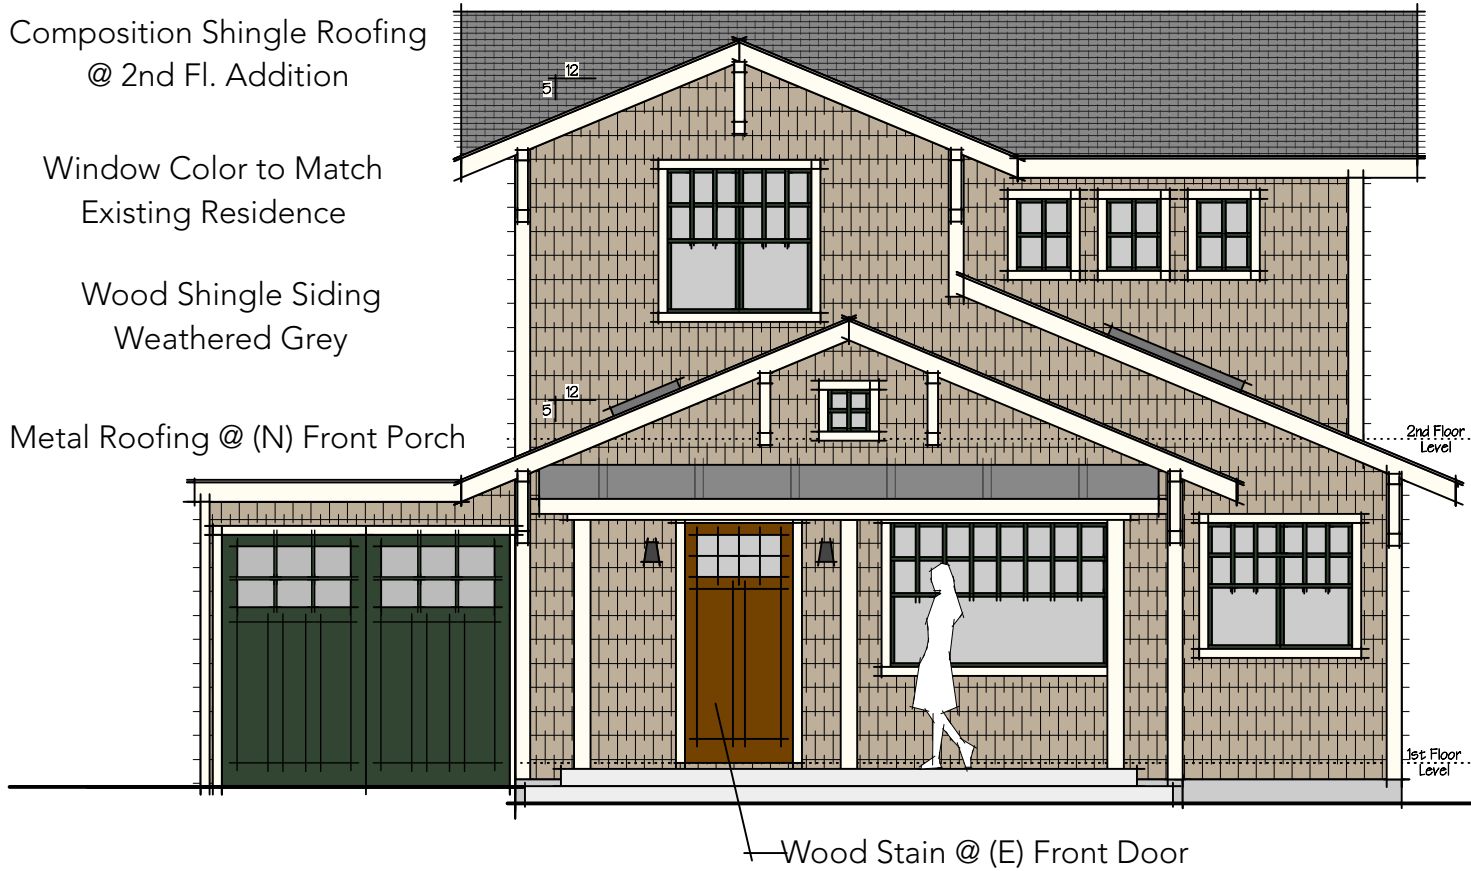 Composition Shingle Roofing
@ 2nd Fl. Addition
12
5
Window Color to Match
Existing Residence
Wood Shingle Siding
Weathered Grey
12
5
Metal Roofing @ (N) Front Porch
2nd Floor
Level
1st Floor
Level
Wood Stain @ (E) Front Door